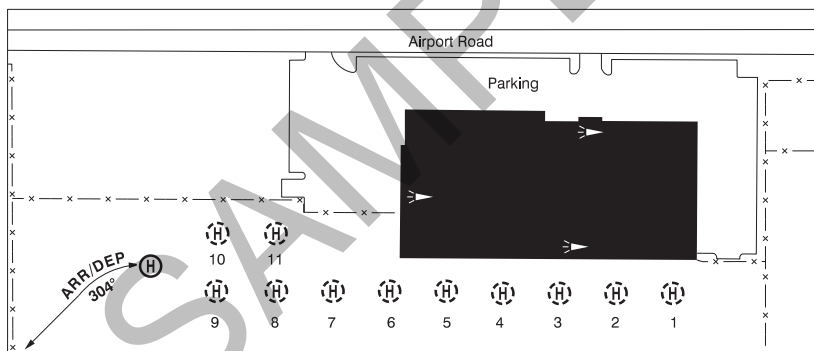 Airport Road
Parking
H H
10 11
ARR/DEP
304°
H
H H H H H H H H H
9 8 7 6 5 4 3 2 1
SAMPLE